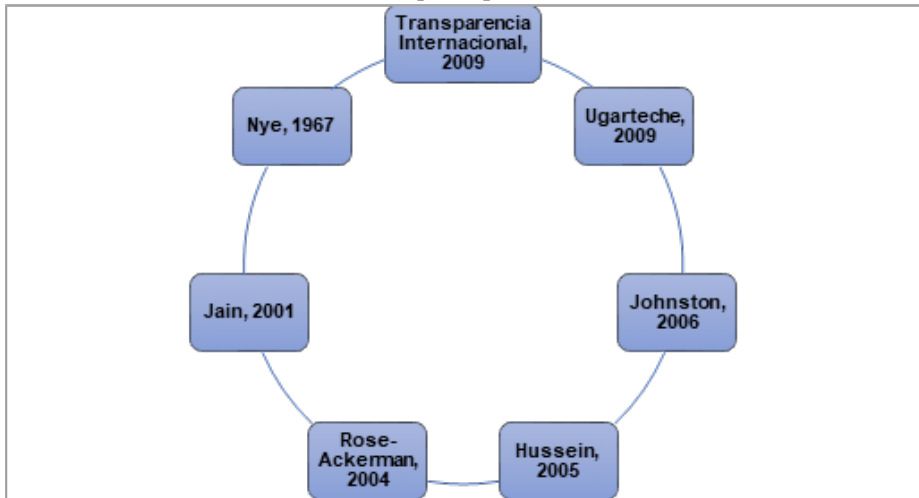 Transparencia
Internacional,
2009
Ugarteche,
2009
Johnston,
2006
Hussein,
2005
Rose-
Ackerman,
2004
Jain, 2001
Nye, 1967